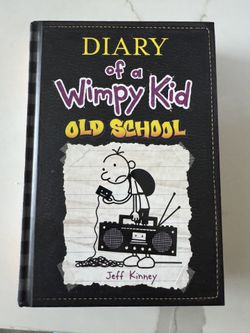 DIARY
of a
Wimpy Kid
OLD SCHOOL
Jeff Kinney